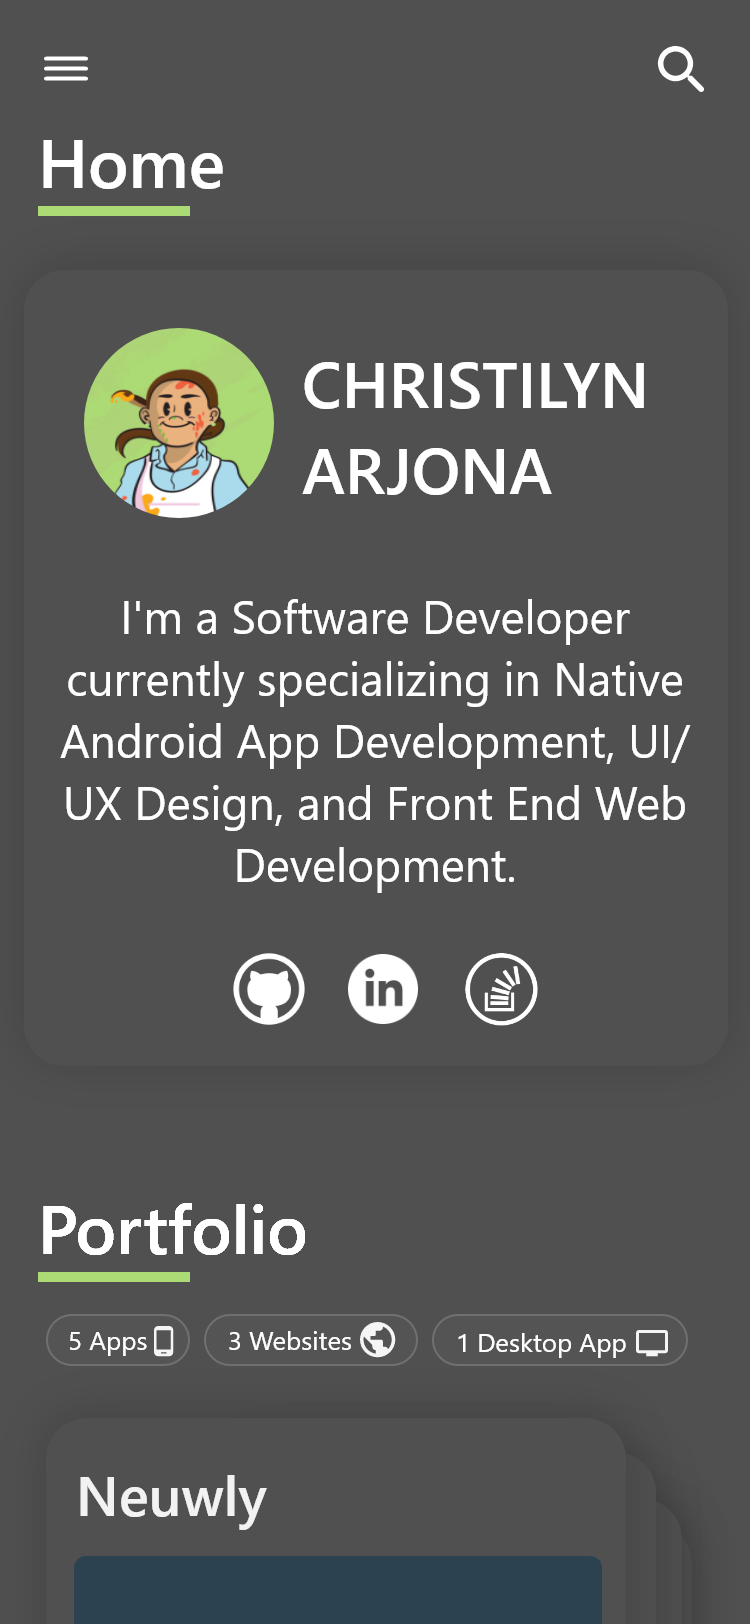 Home
CHRISTILYN
ARJONA
I'm a Software Developer
currently specializing in Native
Android App Development, UI/
UX Design, and Front End Web
Development.
in
Portfolio
5 Apps
3 Websites
1 Desktop App
Neuwly